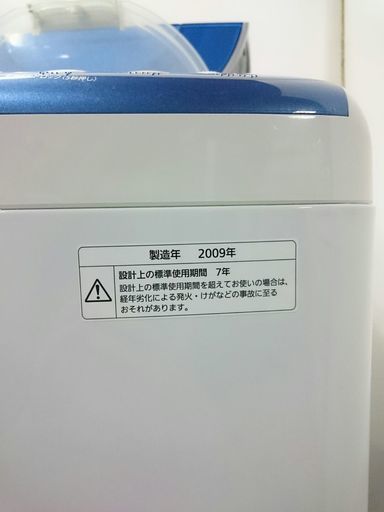 製造年 2009年
設計上の標準使用期間 7年
設計上の標準使用期間を超えてお使いの場合は、
経年劣化による発火・けがなどの事故に至る
おそれがあります。